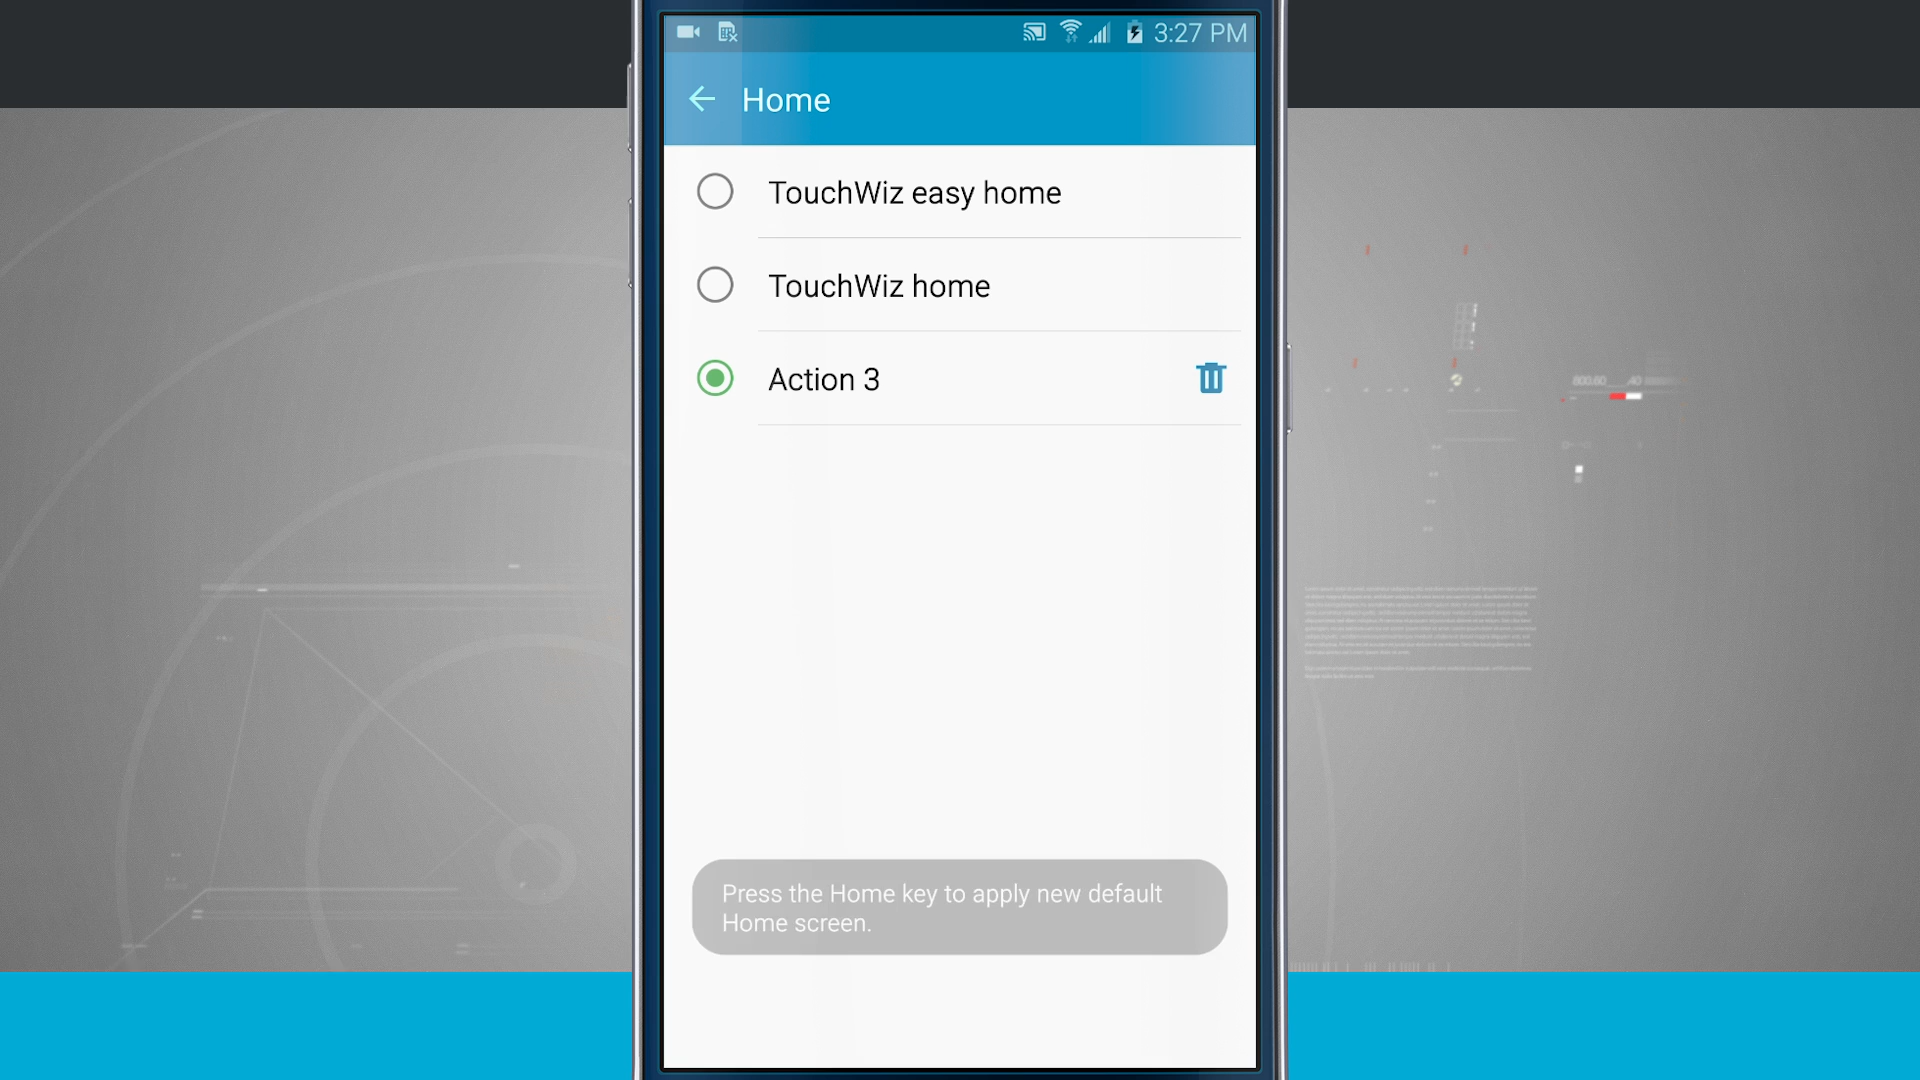 3:27 PM
Home
TouchWiz easy home
TouchWiz home
Action 3
Press the Home key to apply new default
Home screen.